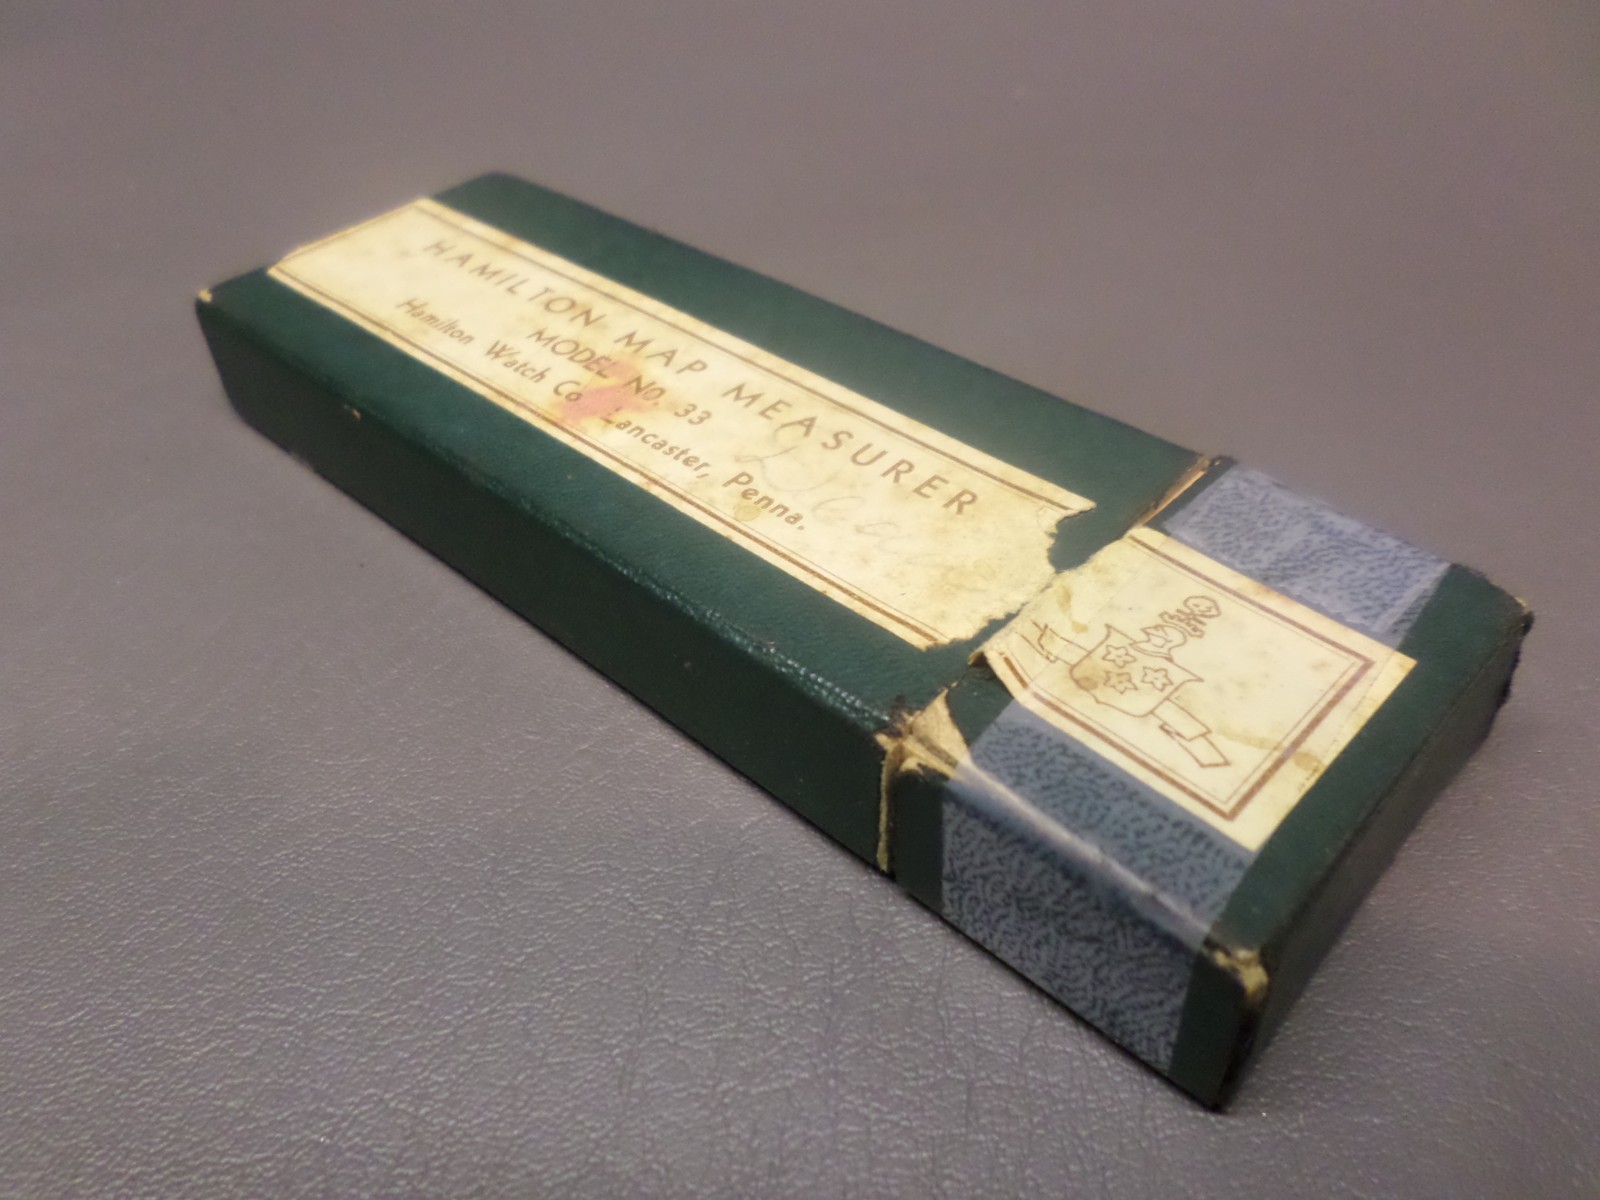 HAMILTON MAP MEASURER
MODEL NO. 33
Hamilton Watch Co. Lancaster, Penna.